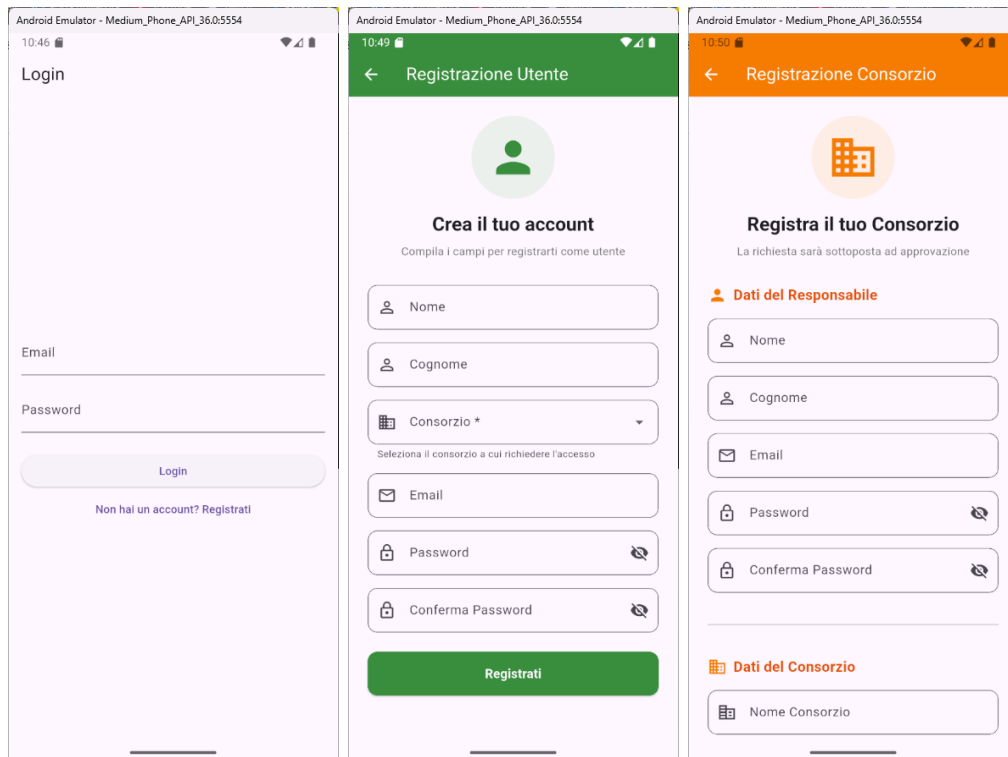 Android Emulator - Medium_Phone_API_36.0:5554
10:46
Login
Email
Password
Login
Non hai un account? Registrati
Android Emulator - Medium_Phone_API_36.0:5554
10:49
Registrazione Utente
Crea il tuo account
Compila i campi per registrarti come utente
Nome
Cognome
Consorzio *
Seleziona il consorzio a cui richiedere l'accesso
Email
Password
Conferma Password
Registrati
Android Emulator - Medium_Phone_API_36.0:5554
10:50
Registrazione Consorzio
Registra il tuo Consorzio
La richiesta sarà sottoposta ad approvazione
Dati del Responsabile
Nome
Cognome
Email
Password
Conferma Password
Dati del Consorzio
Nome Consorzio